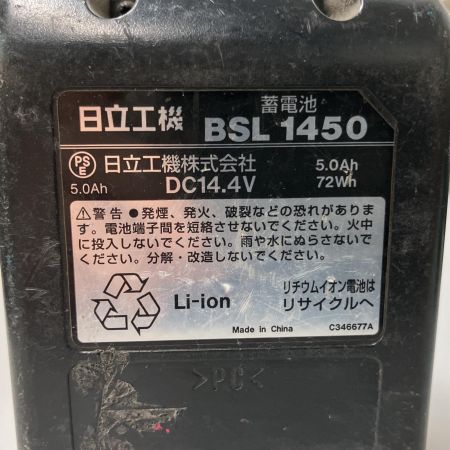 蓄電池
日立工機 BSL 1450
PSE 日立工機株式会社 5.0Ah
5.0Ah DC14.4V 72Wh
⚠警告 ●発煙、発火、破裂などの恐れがありま
す。電池端子間を短絡させないでください。火中
に投入しないでください。雨や水にぬらさないで
ください。分解・改造しないでください。
Li-ion
リチウムイオン電池は
リサイクルへ
Made in China C346677A
>PC<